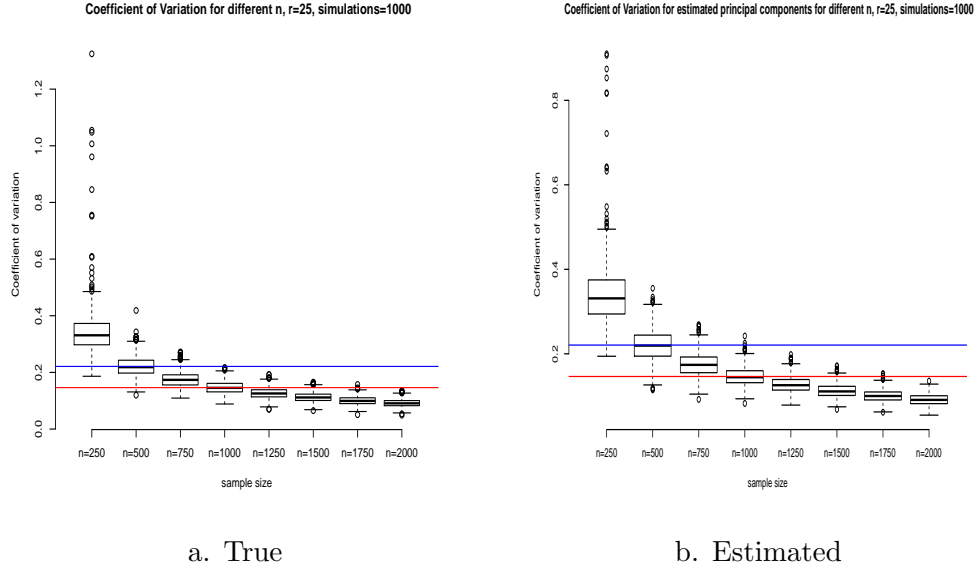 Coefficient of Variation for different n, r=25, simulations=1000
Coefficient of variation
1.2
1.0
0.8
0.6
0.4
0.2
0.0
n=250 n=500 n=750 n=1000 n=1250 n=1500 n=1750 n=2000
sample size
a. True
Coefficient of Variation for estimated principal components for different n, r=25, simulations=1000
Coefficient of variation
0.8
0.6
0.4
0.2
n=250 n=500 n=750 n=1000 n=1250 n=1500 n=1750 n=2000
sample size
b. Estimated